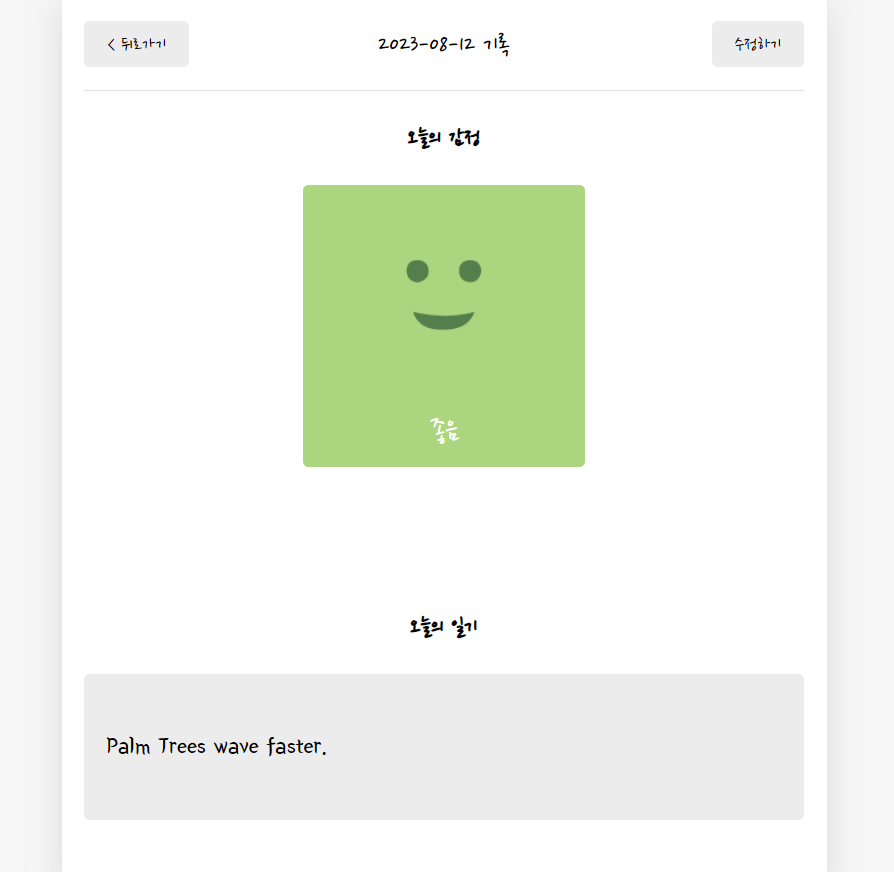 < 뒤로가기
2023-08-12 기록
수정하기
오늘의 감정
좋음
오늘의 일기
Palm Trees wave faster.